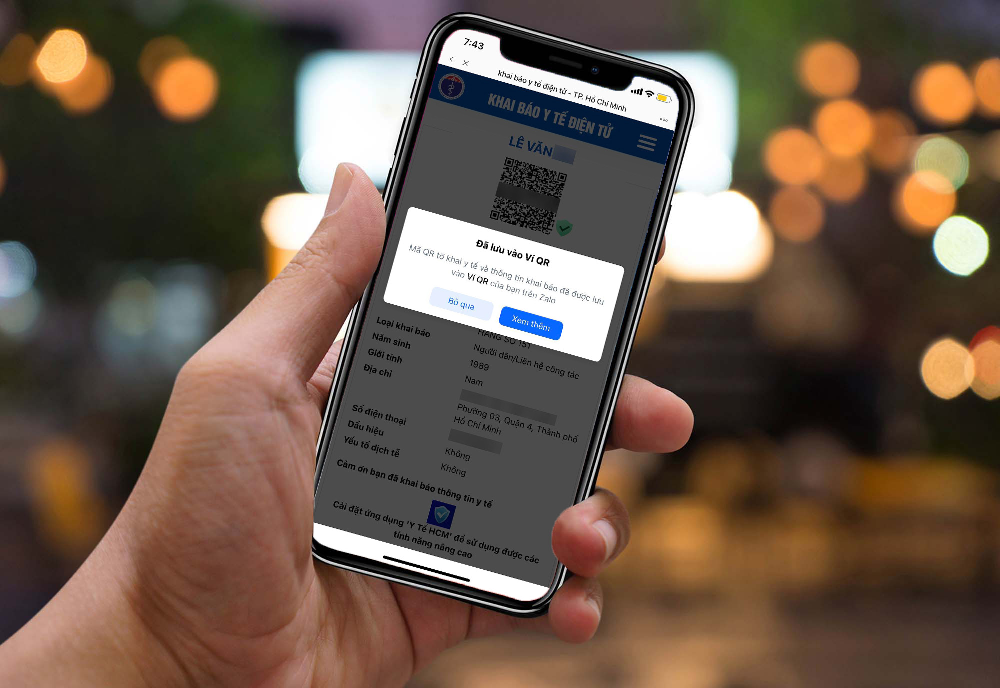 7:43
khai báo y tế điện tử - TP. Hồ Chí Minh
KHAI BÁO Y TẾ ĐIỆN TỬ
LÊ VĂN
Đã lưu vào Ví QR
Mã QR tờ khai y tế và thông tin khai báo đã được lưu
vào Ví QR của bạn trên Zalo
Bỏ qua
Xem thêm
HÀNG SỐ 151
Loại khai báo Người dân/Liên hệ công tác
Năm sinh 1989
Giới tính Nam
Địa chỉ
Phường 03, Quận 4, Thành phố
Hồ Chí Minh
Số điện thoại
Dấu hiệu Không
Yếu tố dịch tễ Không
Cảm ơn bạn đã khai báo thông tin y tế
Cài đặt ứng dụng 'Y Tế HCM' để sử dụng được các
tính năng nâng cao